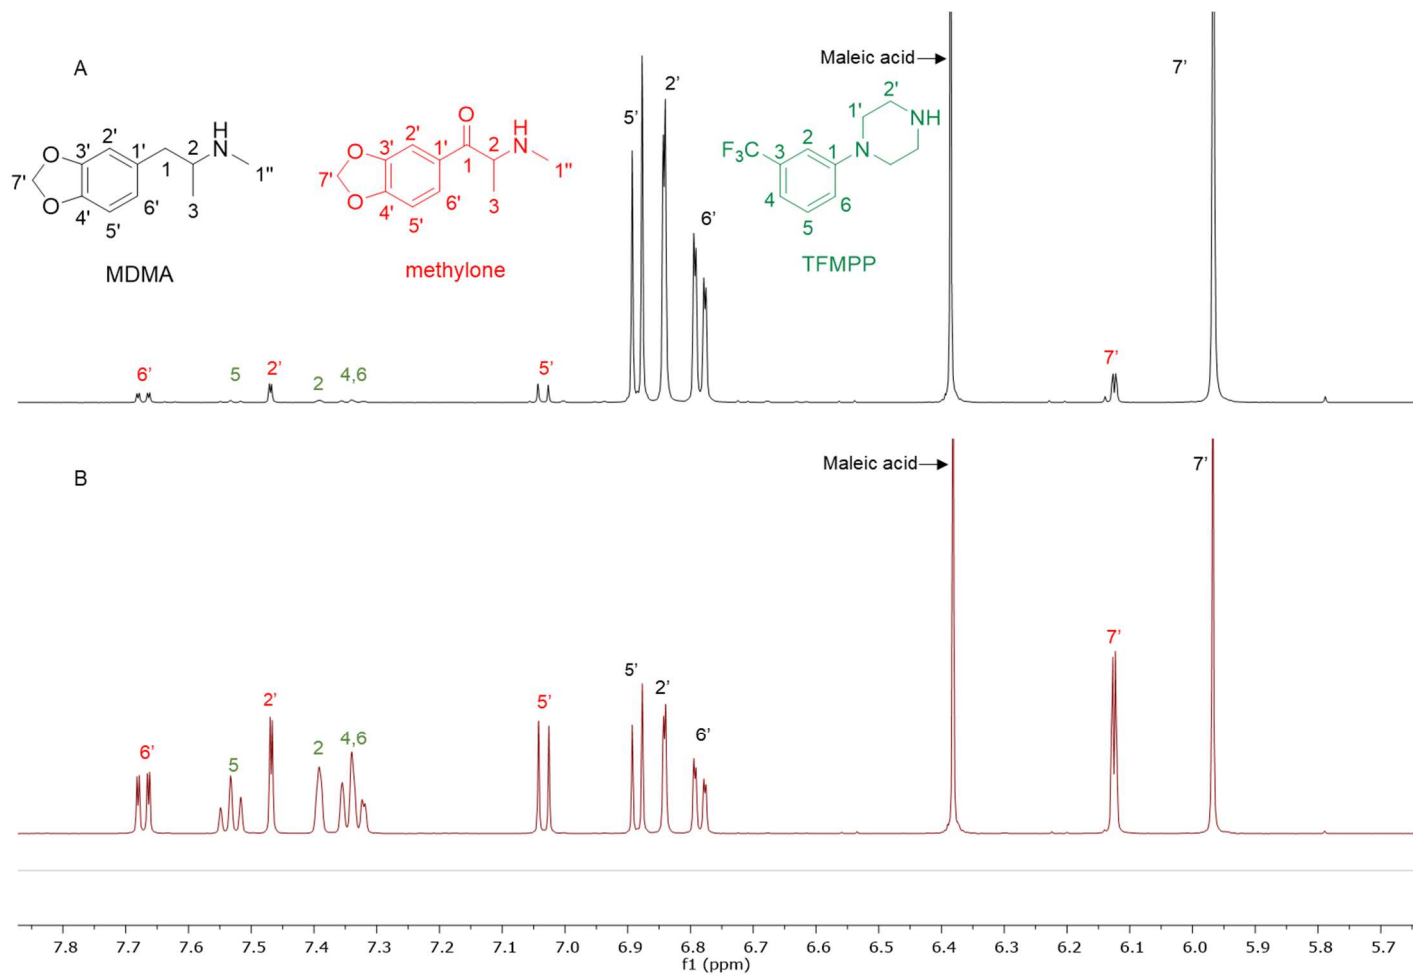 A
MDMA
O
O
7'
3'
4'
2'
5'
1'
6'
1
2
3
H
N
1''
methylone
O
O
7'
3'
4'
2'
5'
1'
6'
O
1
2
3
H
N
1''
TFMPP
F3C
3
2
4
5
6
1
N
1'
2'
NH
Maleic acid
6'
5
2'
2
4,6
5'
5'
2'
6'
7'
7'
B
Maleic acid
6'
5
2'
2
4,6
5'
5'
2'
6'
7'
7'
7.8 7.7 7.6 7.5 7.4 7.3 7.2 7.1 7.0 6.9 6.8 6.7 6.6 6.5 6.4 6.3 6.2 6.1 6.0 5.9 5.8 5.7
f1 (ppm)